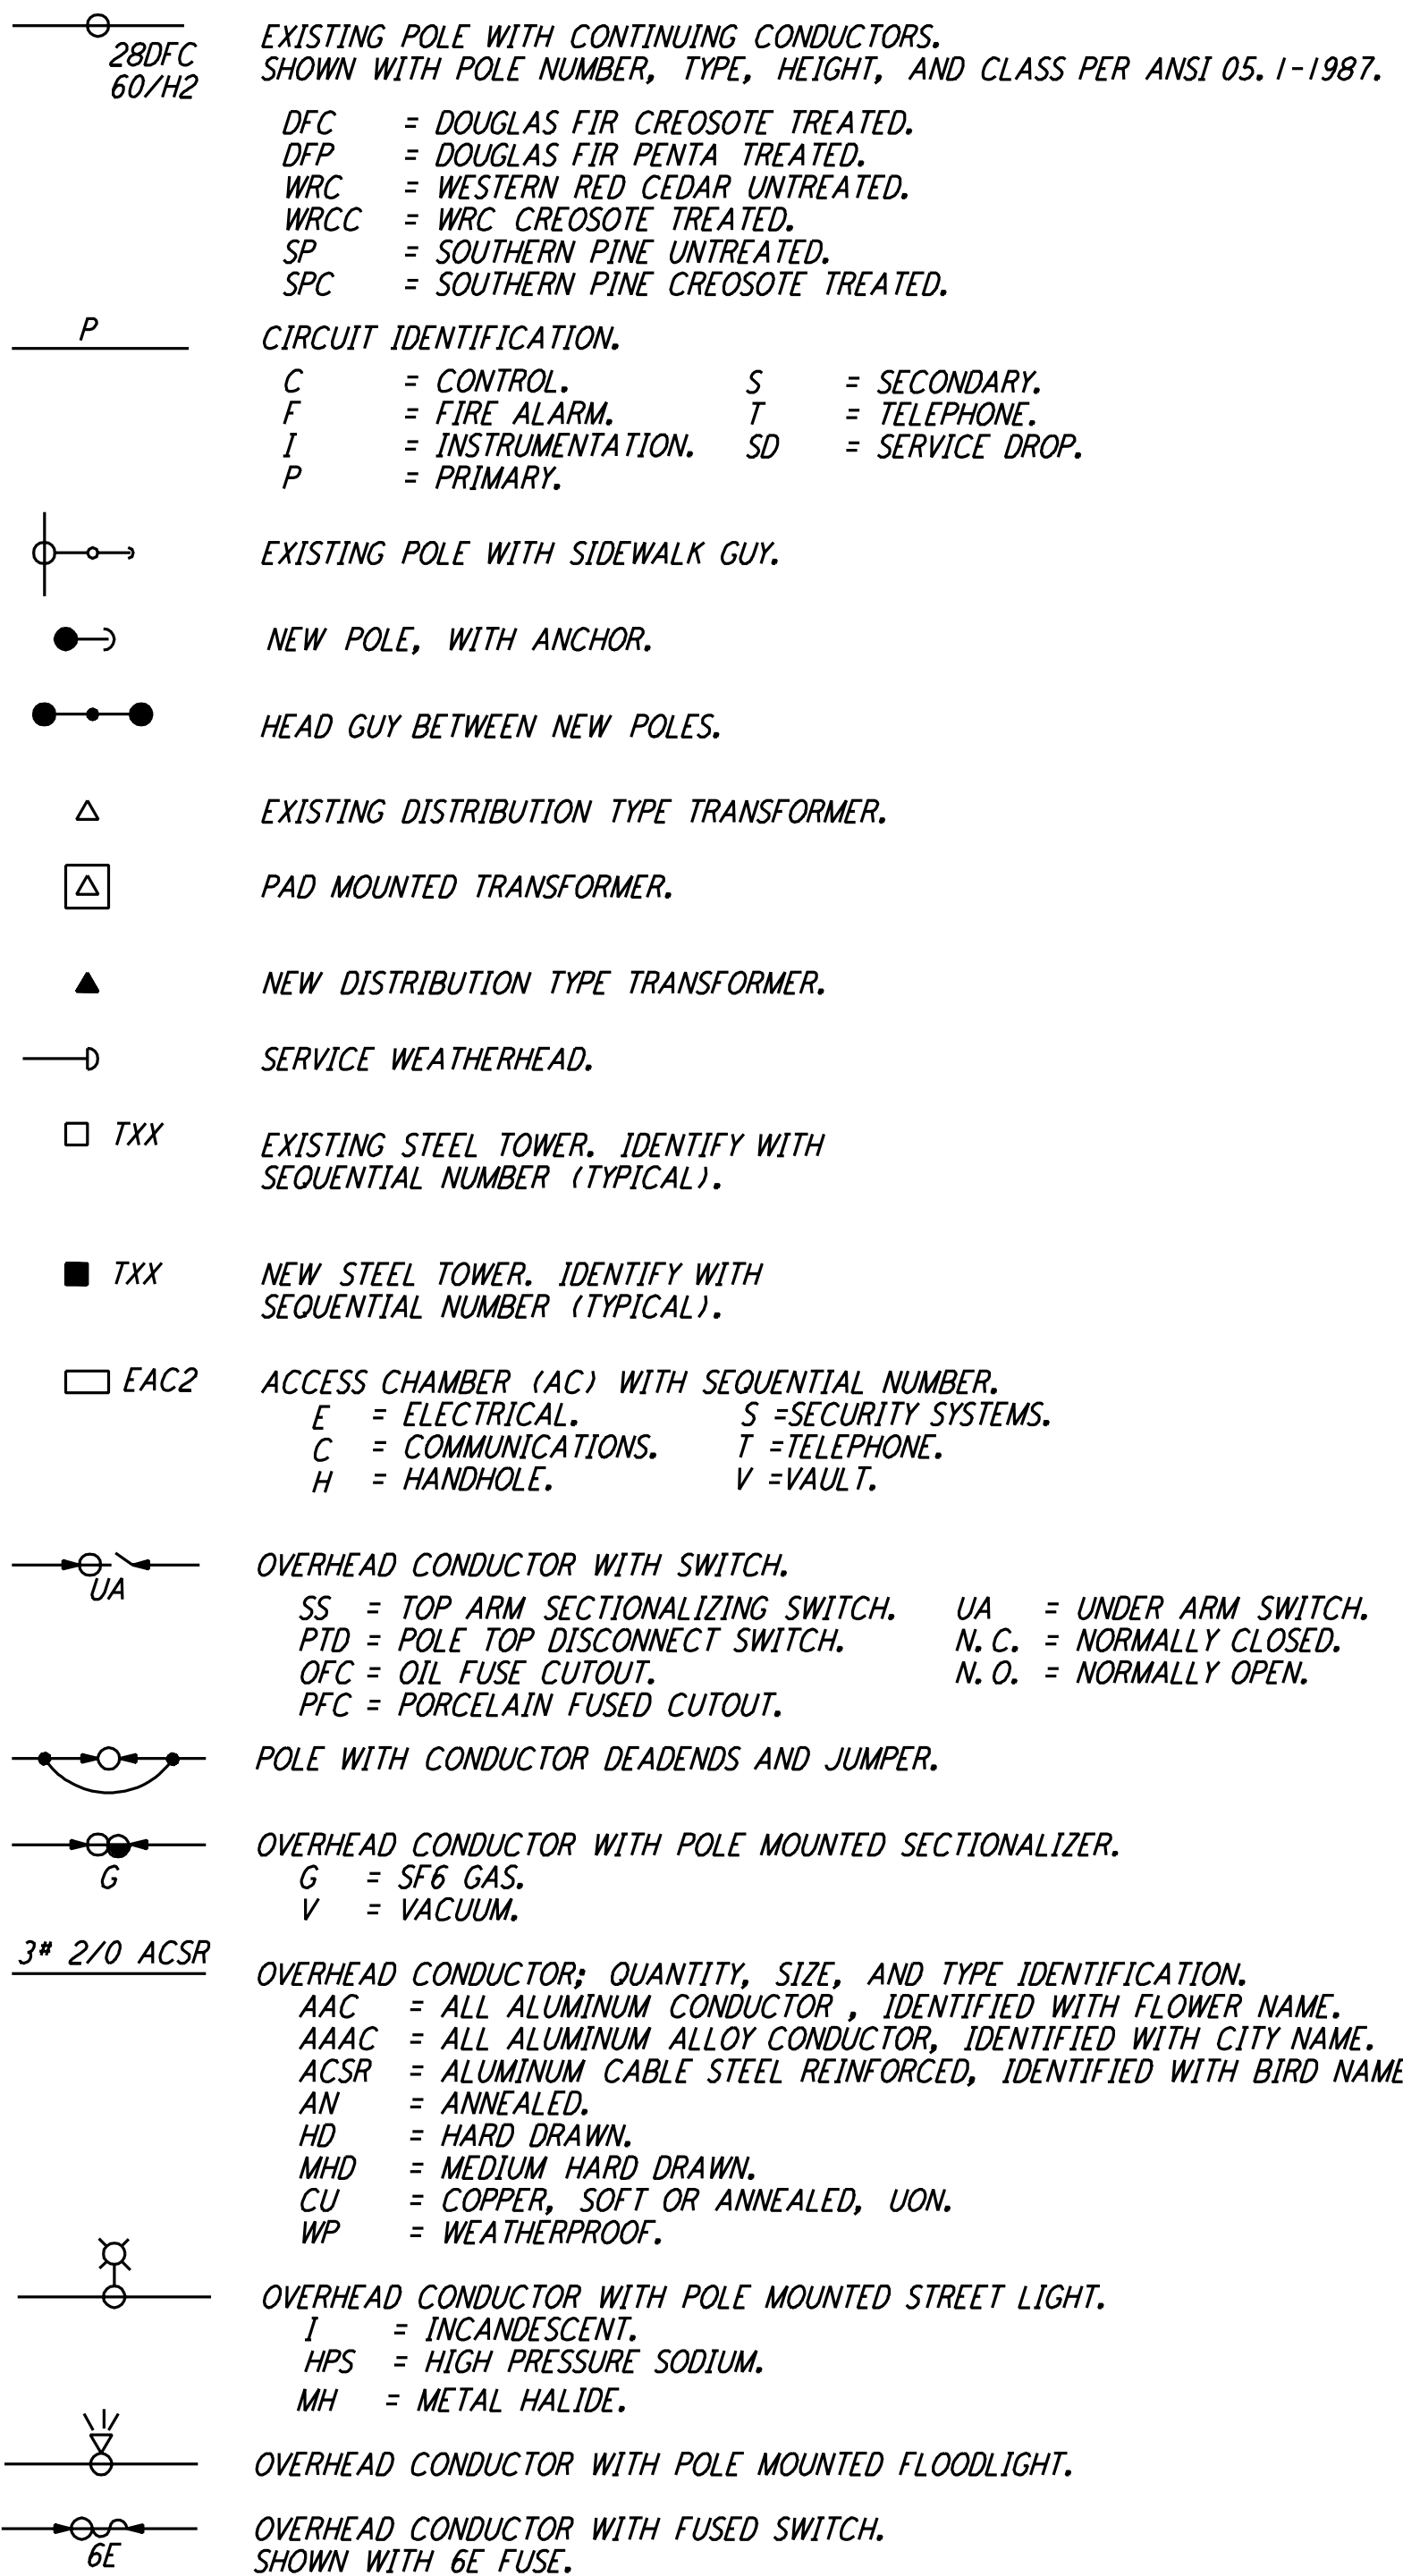 28DFC
60/H2
EXISTING POLE WITH CONTINUING CONDUCTORS.
SHOWN WITH POLE NUMBER, TYPE, HEIGHT, AND CLASS PER ANSI 05.1-1987.
DFC = DOUGLAS FIR CREOSOTE TREATED.
DFP = DOUGLAS FIR PENTA TREATED.
WRC = WESTERN RED CEDAR UNTREATED.
WRCC = WRC CREOSOTE TREATED.
SP = SOUTHERN PINE UNTREATED.
SPC = SOUTHERN PINE CREOSOTE TREATED.
P CIRCUIT IDENTIFICATION.
C = CONTROL. S = SECONDARY.
F = FIRE ALARM. T = TELEPHONE.
I = INSTRUMENTATION. SD = SERVICE DROP.
P = PRIMARY.
EXISTING POLE WITH SIDEWALK GUY.
NEW POLE, WITH ANCHOR.
HEAD GUY BETWEEN NEW POLES.
EXISTING DISTRIBUTION TYPE TRANSFORMER.
PAD MOUNTED TRANSFORMER.
NEW DISTRIBUTION TYPE TRANSFORMER.
SERVICE WEATHERHEAD.
TXX EXISTING STEEL TOWER. IDENTIFY WITH
SEQUENTIAL NUMBER (TYPICAL).
TXX NEW STEEL TOWER. IDENTIFY WITH
SEQUENTIAL NUMBER (TYPICAL).
EAC2 ACCESS CHAMBER (AC) WITH SEQUENTIAL NUMBER.
E = ELECTRICAL. S =SECURITY SYSTEMS.
C = COMMUNICATIONS. T =TELEPHONE.
H = HANDHOLE. V =VAULT.
OVERHEAD CONDUCTOR WITH SWITCH.
UA
SS = TOP ARM SECTIONALIZING SWITCH. UA = UNDER ARM SWITCH.
PTD = POLE TOP DISCONNECT SWITCH. N.C. = NORMALLY CLOSED.
OFC = OIL FUSE CUTOUT. N.O. = NORMALLY OPEN.
PFC = PORCELAIN FUSED CUTOUT.
POLE WITH CONDUCTOR DEADENDS AND JUMPER.
OVERHEAD CONDUCTOR WITH POLE MOUNTED SECTIONALIZER.
G
G = SF6 GAS.
V = VACUUM.
3# 2/0 ACSR
OVERHEAD CONDUCTOR; QUANTITY, SIZE, AND TYPE IDENTIFICATION.
AAC = ALL ALUMINUM CONDUCTOR , IDENTIFIED WITH FLOWER NAME.
AAAC = ALL ALUMINUM ALLOY CONDUCTOR, IDENTIFIED WITH CITY NAME.
ACSR = ALUMINUM CABLE STEEL REINFORCED, IDENTIFIED WITH BIRD NAME
AN = ANNEALED.
HD = HARD DRAWN.
MHD = MEDIUM HARD DRAWN.
CU = COPPER, SOFT OR ANNEALED, UON.
WP = WEATHERPROOF.
OVERHEAD CONDUCTOR WITH POLE MOUNTED STREET LIGHT.
I = INCANDESCENT.
HPS = HIGH PRESSURE SODIUM.
MH = METAL HALIDE.
OVERHEAD CONDUCTOR WITH POLE MOUNTED FLOODLIGHT.
OVERHEAD CONDUCTOR WITH FUSED SWITCH.
6E SHOWN WITH 6E FUSE.